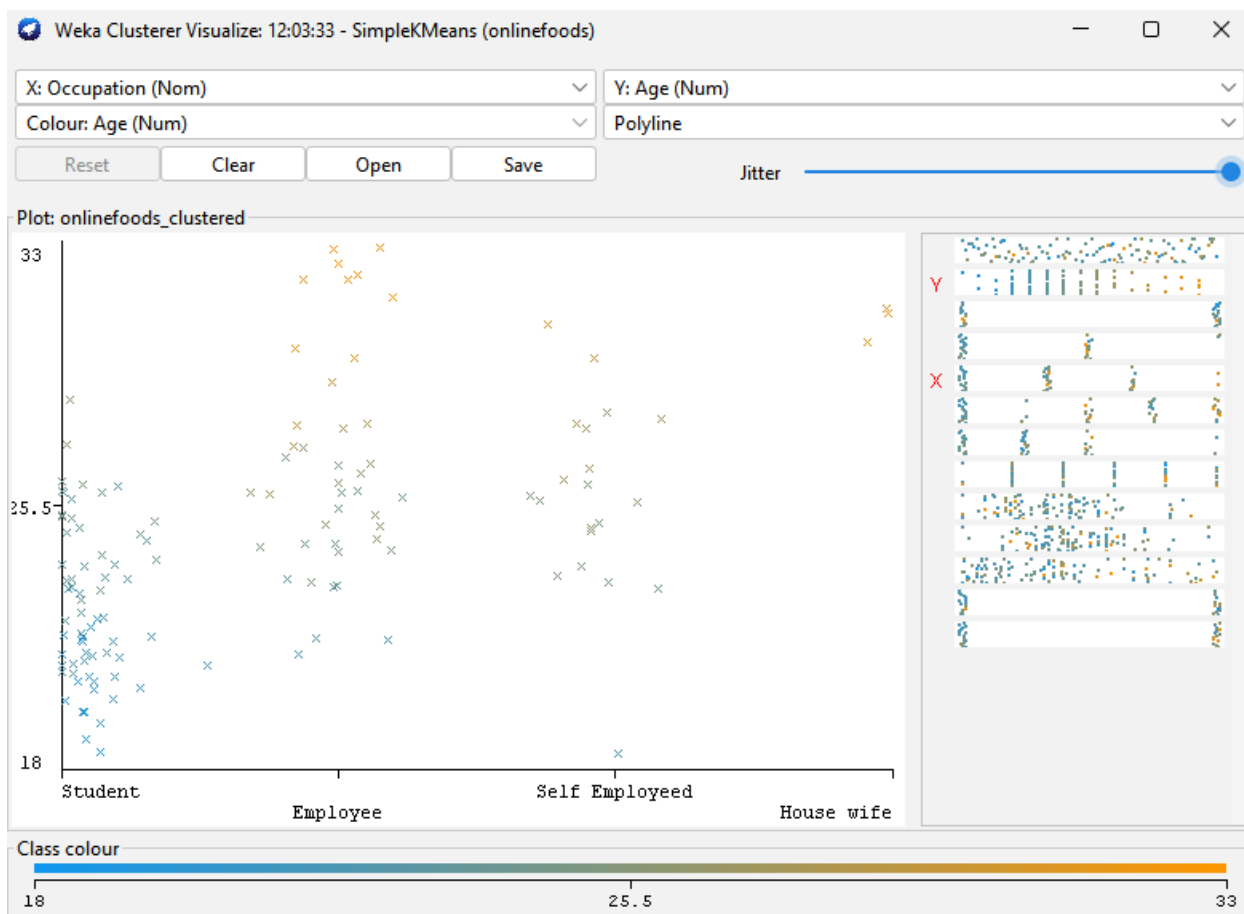 Weka Clusterer Visualize: 12:03:33 - SimpleKMeans (onlinefoods)
X: Occupation (Nom) Y: Age (Num)
Colour: Age (Num) Polyline
Reset Clear Open Save Jitter
Plot: onlinefoods_clustered
33
25.5
18
Student Self Employeed
Employee House wife
Y
X
Class colour
18 25.5 33